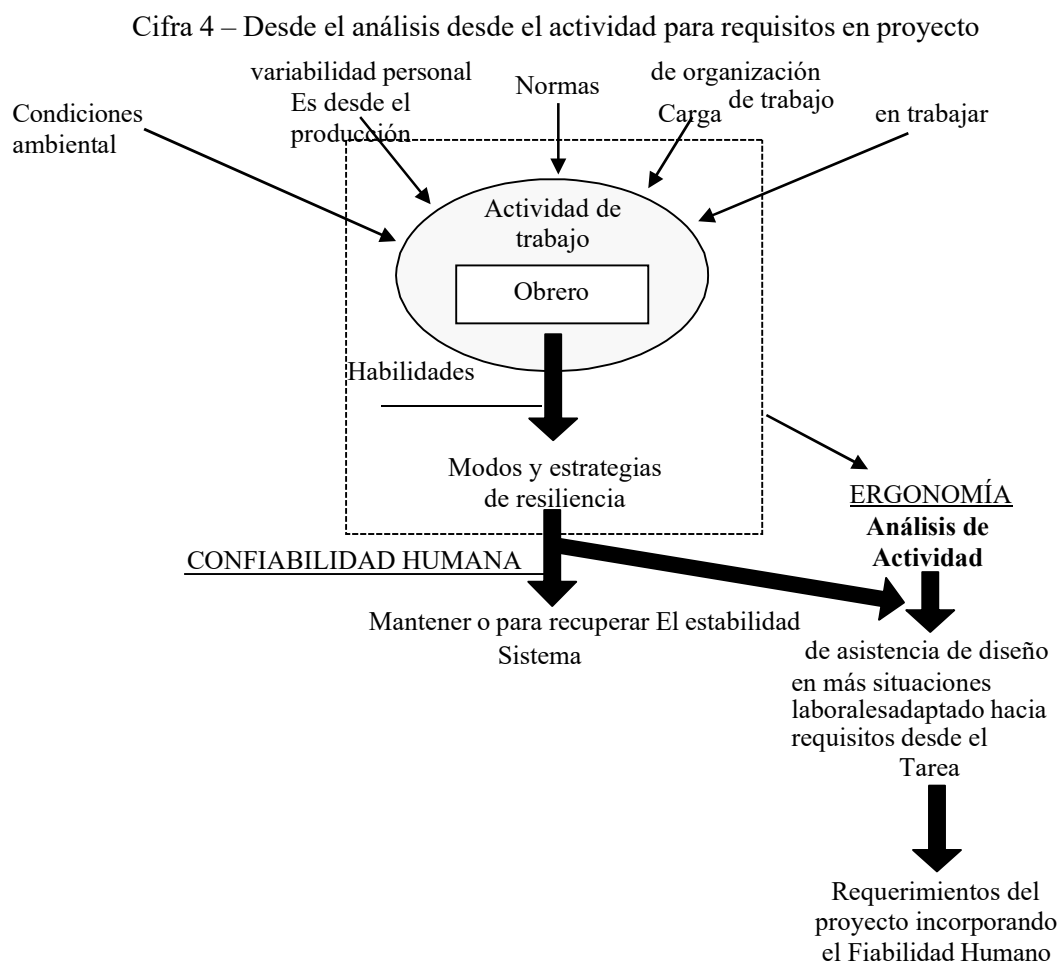 Cifra 4 – Desde el análisis desde el actividad para requisitos en proyecto
Condiciones
ambiental
variabilidad personal
Es desde el
producción
Normas
de organización
de trabajo
Carga
en trabajar
Actividad de
trabajo
Obrero
Habilidades
Modos y estrategias
de resiliencia
ERGONOMÍA
Análisis de
Actividad
CONFIABILIDAD HUMANA
Mantener o para recuperar El estabilidad
Sistema
de asistencia de diseño
en más situaciones
laboralesadaptado hacia
requisitos desde el
Tarea
Requerimientos del
proyecto incorporando
el Fiabilidad Humano